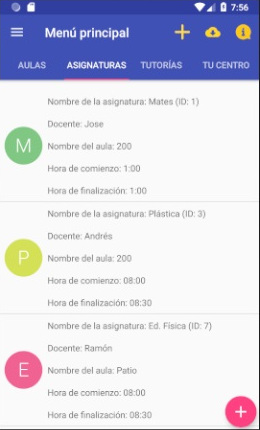 7:56
Menú principal
AULAS ASIGNATURAS TUTORÍAS TU CENTRO
Nombre de la asignatura: Mates (ID: 1)
Docente: Jose
M
Nombre del aula: 200
Hora de comienzo: 1:00
Hora de finalización: 1:00
Nombre de la asignatura: Plástica (ID: 3)
Docente: Andrés
P
Nombre del aula: 200
Hora de comienzo: 08:00
Hora de finalización: 08:30
Nombre de la asignatura: Ed. Física (ID: 7)
Docente: Ramón
E
Nombre del aula: Patio
Hora de comienzo: 08:00
Hora de finalización: 08:30